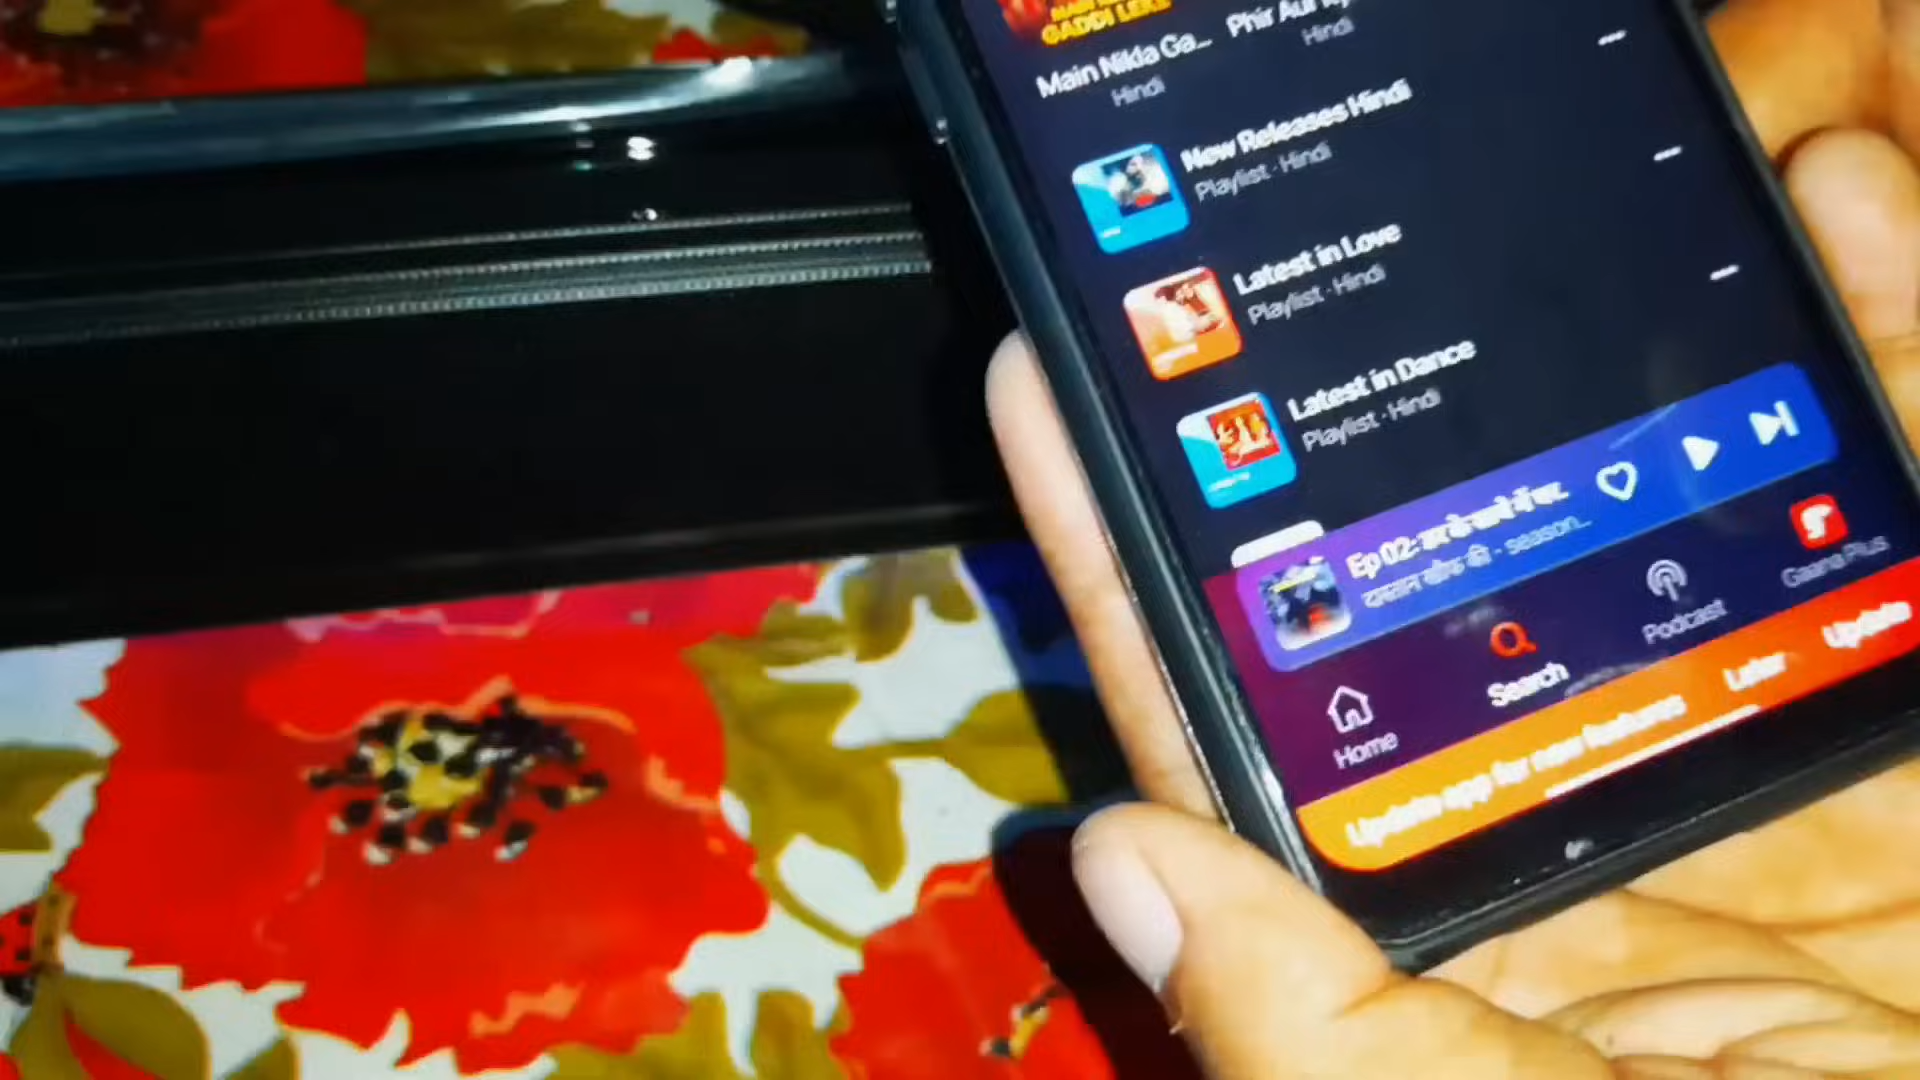 GADDI LEKE
Main Nikla Ga...
Hindi
Phir Aur
Hindi
New Releases Hindi
Playlist · Hindi
Latest in Love
Playlist · Hindi
Latest in Dance
Playlist · Hindi
Ep 02: डर के
की - season...
Home
Search
Podcast
Gaana Plus
Update app for new features
Later
Update